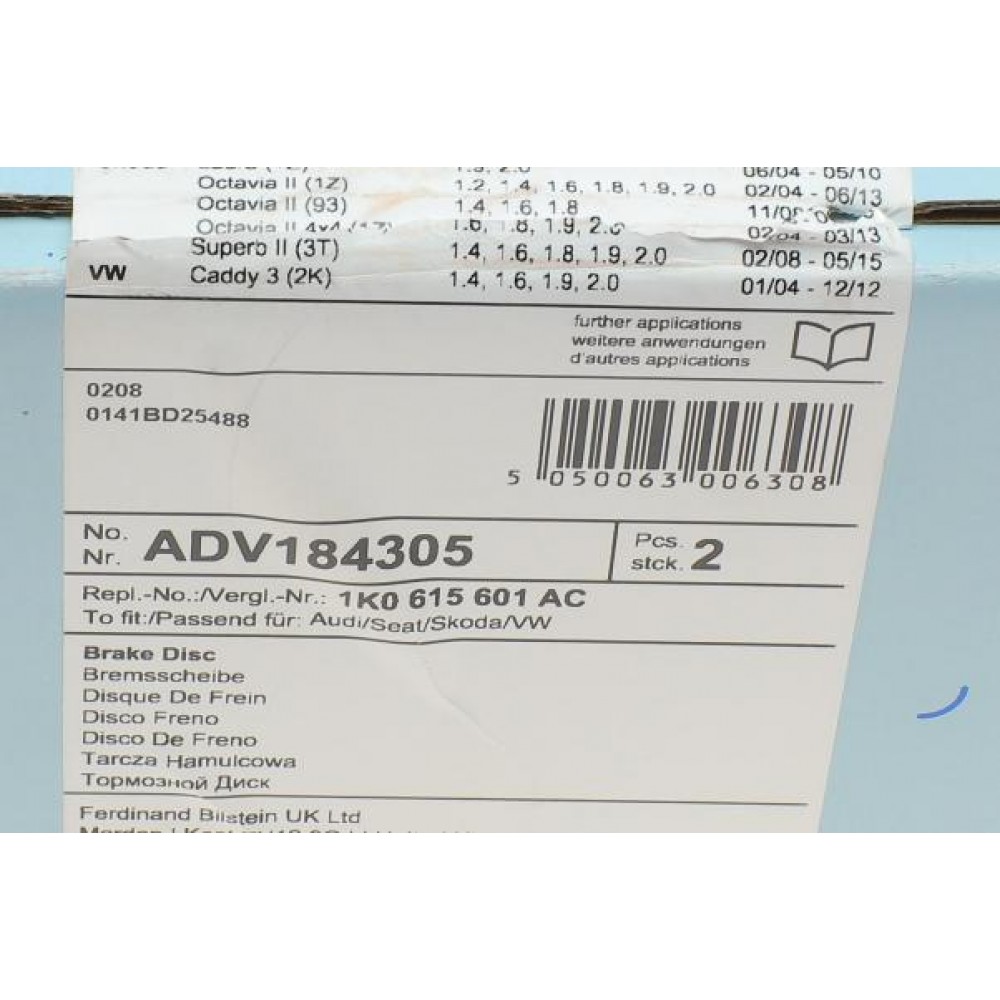 Octavia II (1Z) 1.2, 1.4, 1.6, 1.8, 1.9, 2.0 02/04 - 06/13
Octavia II (93) 1.4, 1.6, 1.8
Octavia II 4x4 1.9, 03/13
Superb II (3T) 1.4, 1.6, 1.8, 1.9, 2.0 02/08 - 05/15
VW Caddy 3 (2K) 1.4, 1.6, 1.9, 2.0 01/04 - 12/12
further applications
weitere anwendungen
d'autres applications
0208
0141BD25488
5 050063 006308
No.
Nr. ADV184305
Pcs.
stck. 2
Repl.-No.:/Vergl.-Nr.: 1K0 615 601 AC
To fit:/Passend für: Audi/Seat/Skoda/VW
Brake Disc
Bremsscheibe
Disque De Frein
Disco Freno
Disco De Freno
Tarcza Hamulcowa
Тормозной Диск
Ferdinand Bilstein UK Ltd